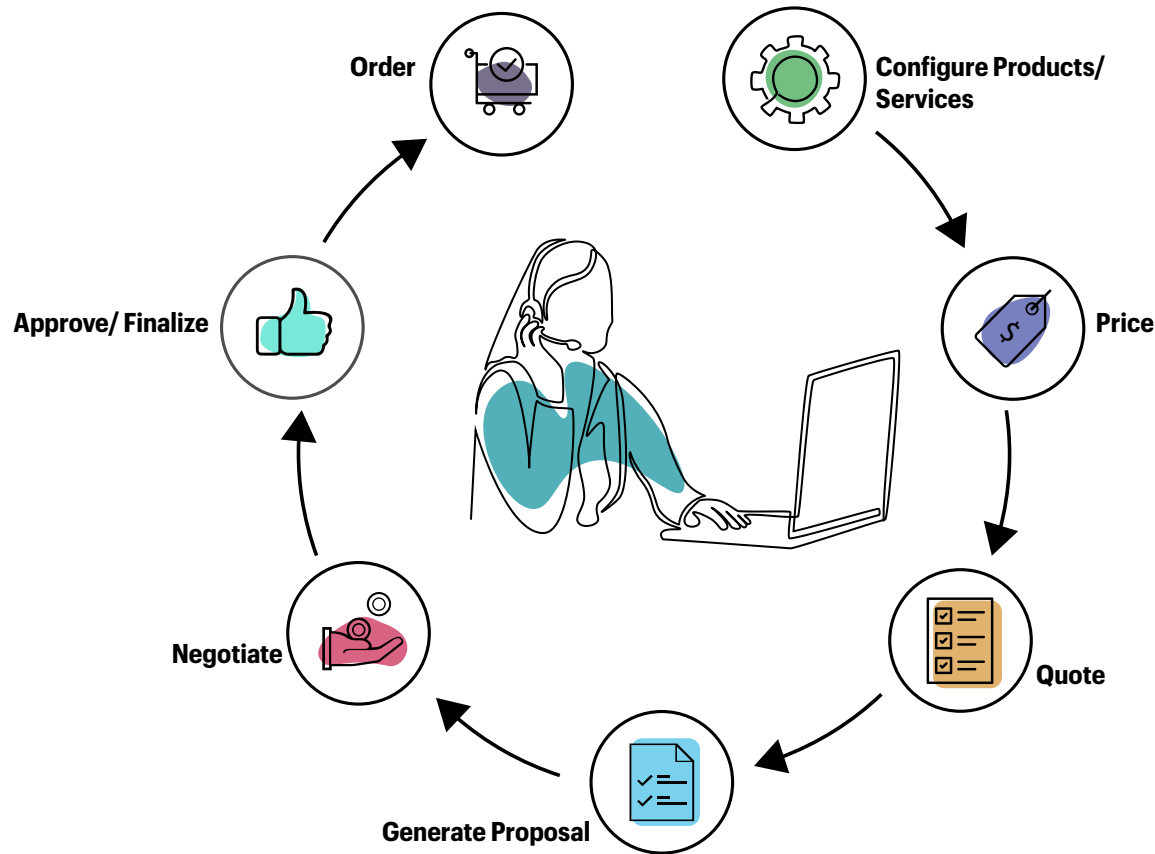 Order
Configure Products/
Services
Approve/ Finalize
Price
$
Negotiate
Quote
Generate Proposal